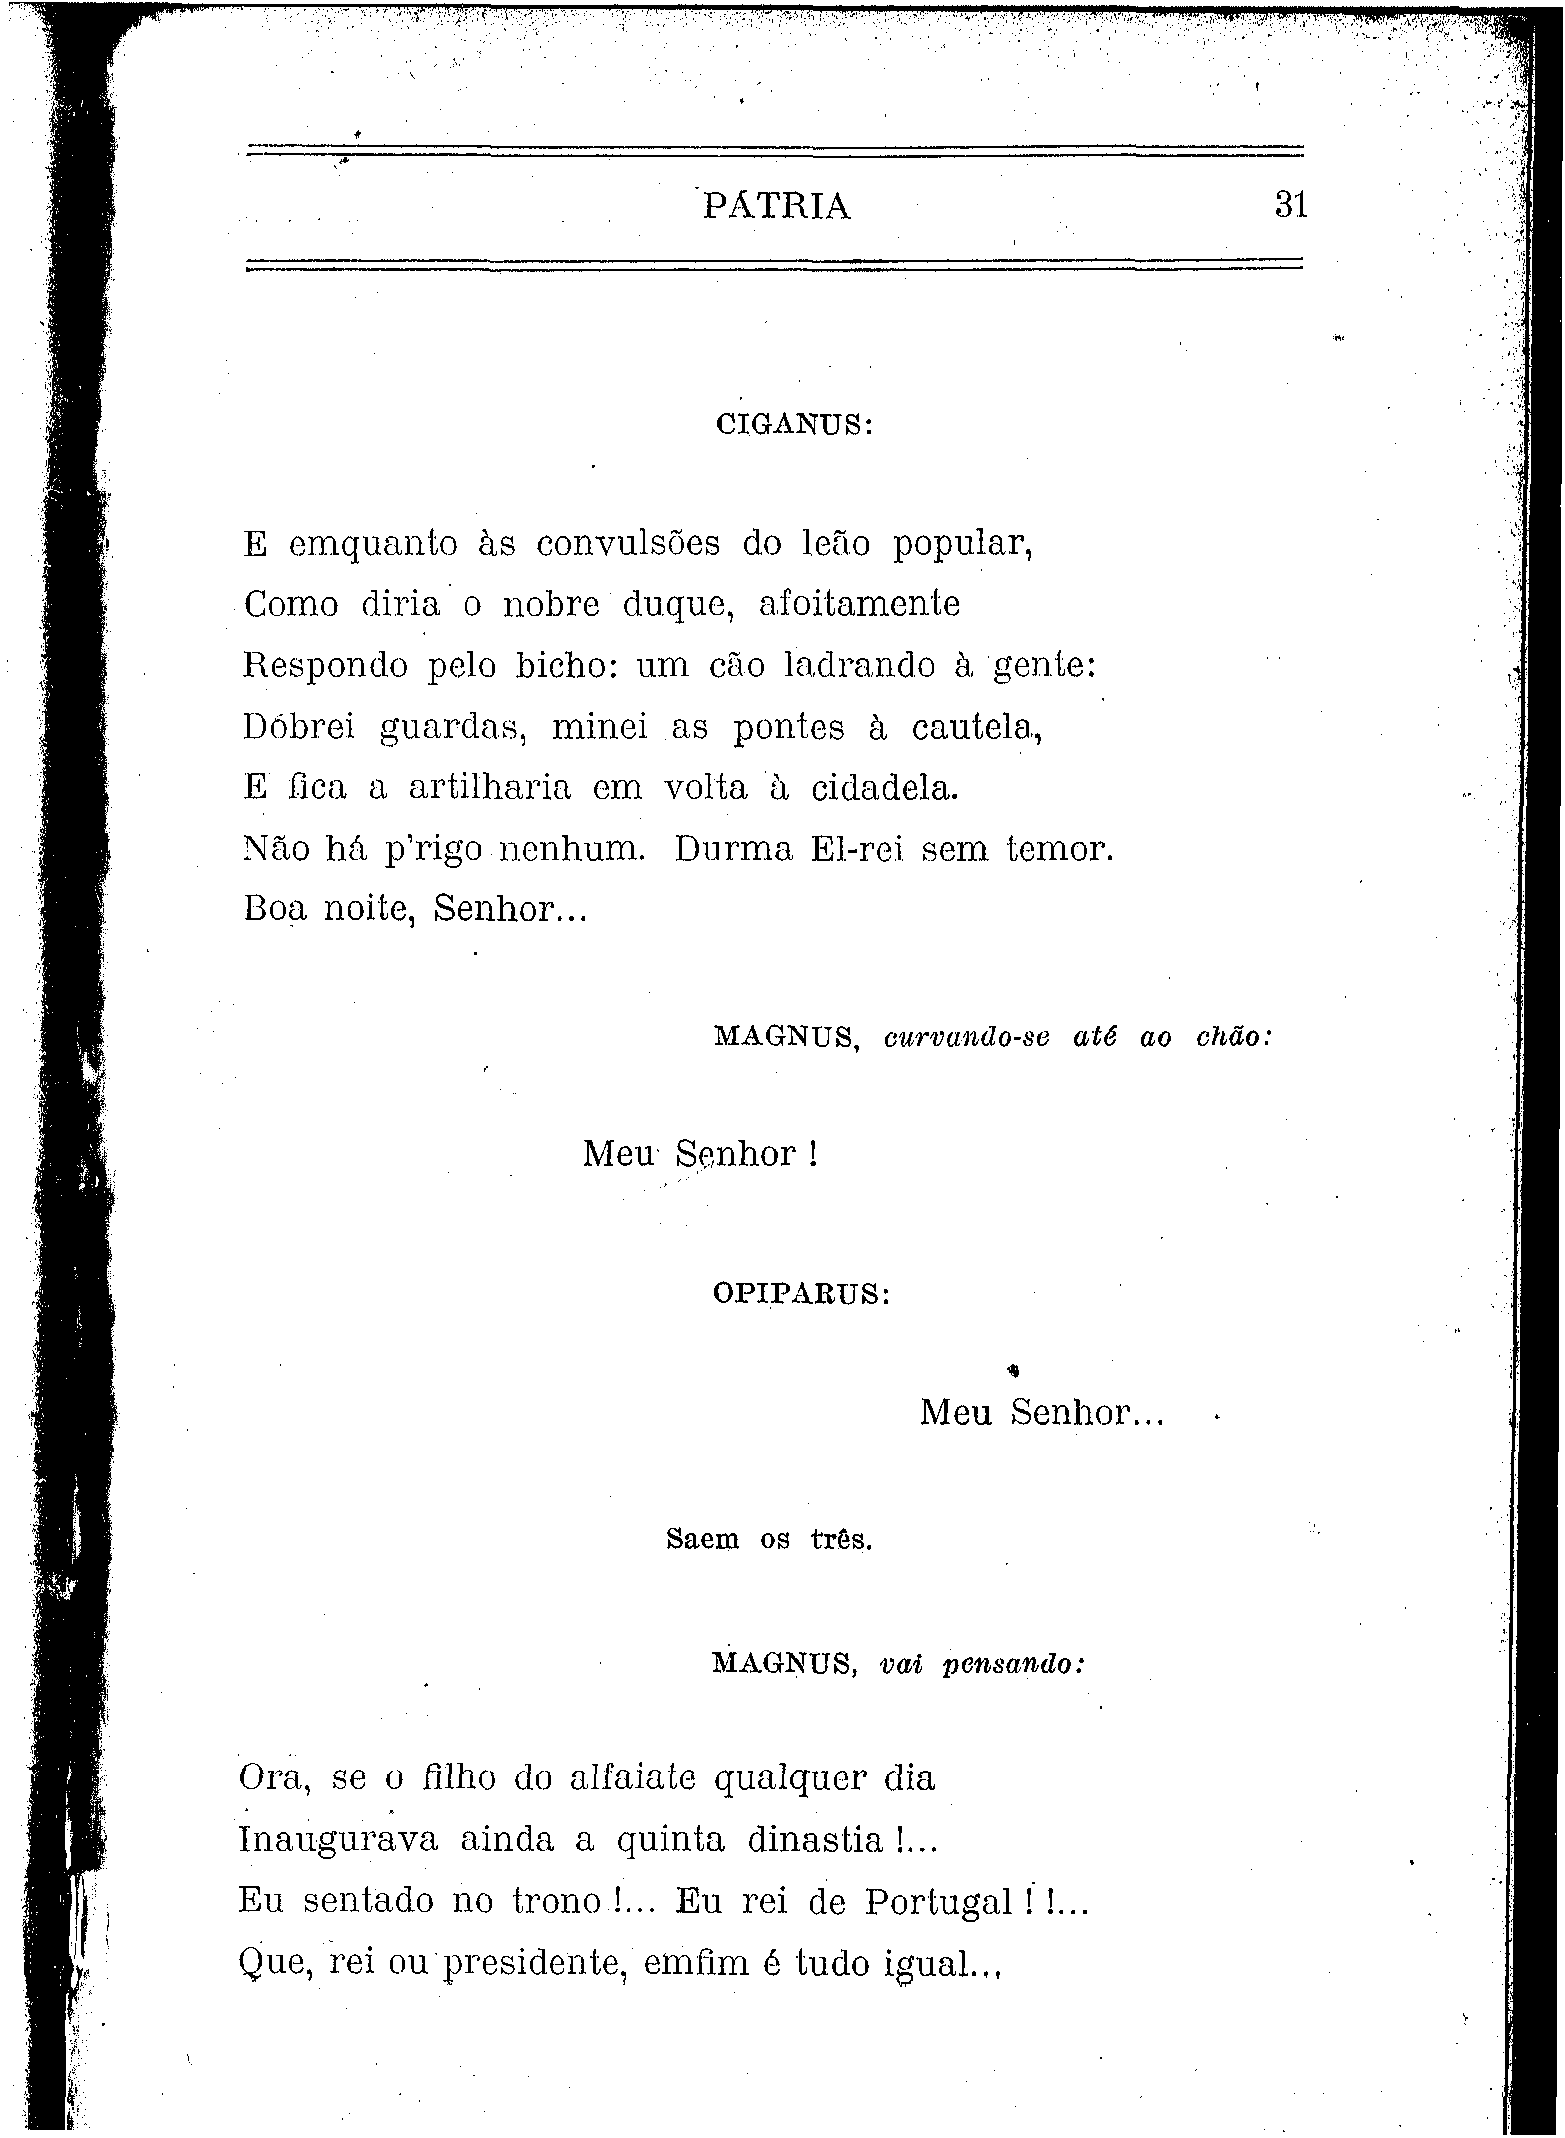 PÁTRIA 31
CIGANUS:
E emquanto às convulsões do leão popular,
Como diria o nobre duque, afoitamente
Respondo pelo bicho: um cão ladrando à gente:
Dóbrei guardas, minei as pontes à cautela,
E fica a artilharia em volta à cidadela.
Não há p'rigo nenhum. Durma El-rei sem temor.
Boa noite, Senhor...
MAGNUS, curvando-se até ao chão:
Meu Senhor !
OPIPARUS:
Meu Senhor...
Saem os três.
MAGNUS, vai pensando:
Ora, se o filho do alfaiate qualquer dia
Inaugurava ainda a quinta dinastia !...
Eu sentado no trono !... Eu rei de Portugal ! !...
Que, rei ou presidente, emfim é tudo igual...